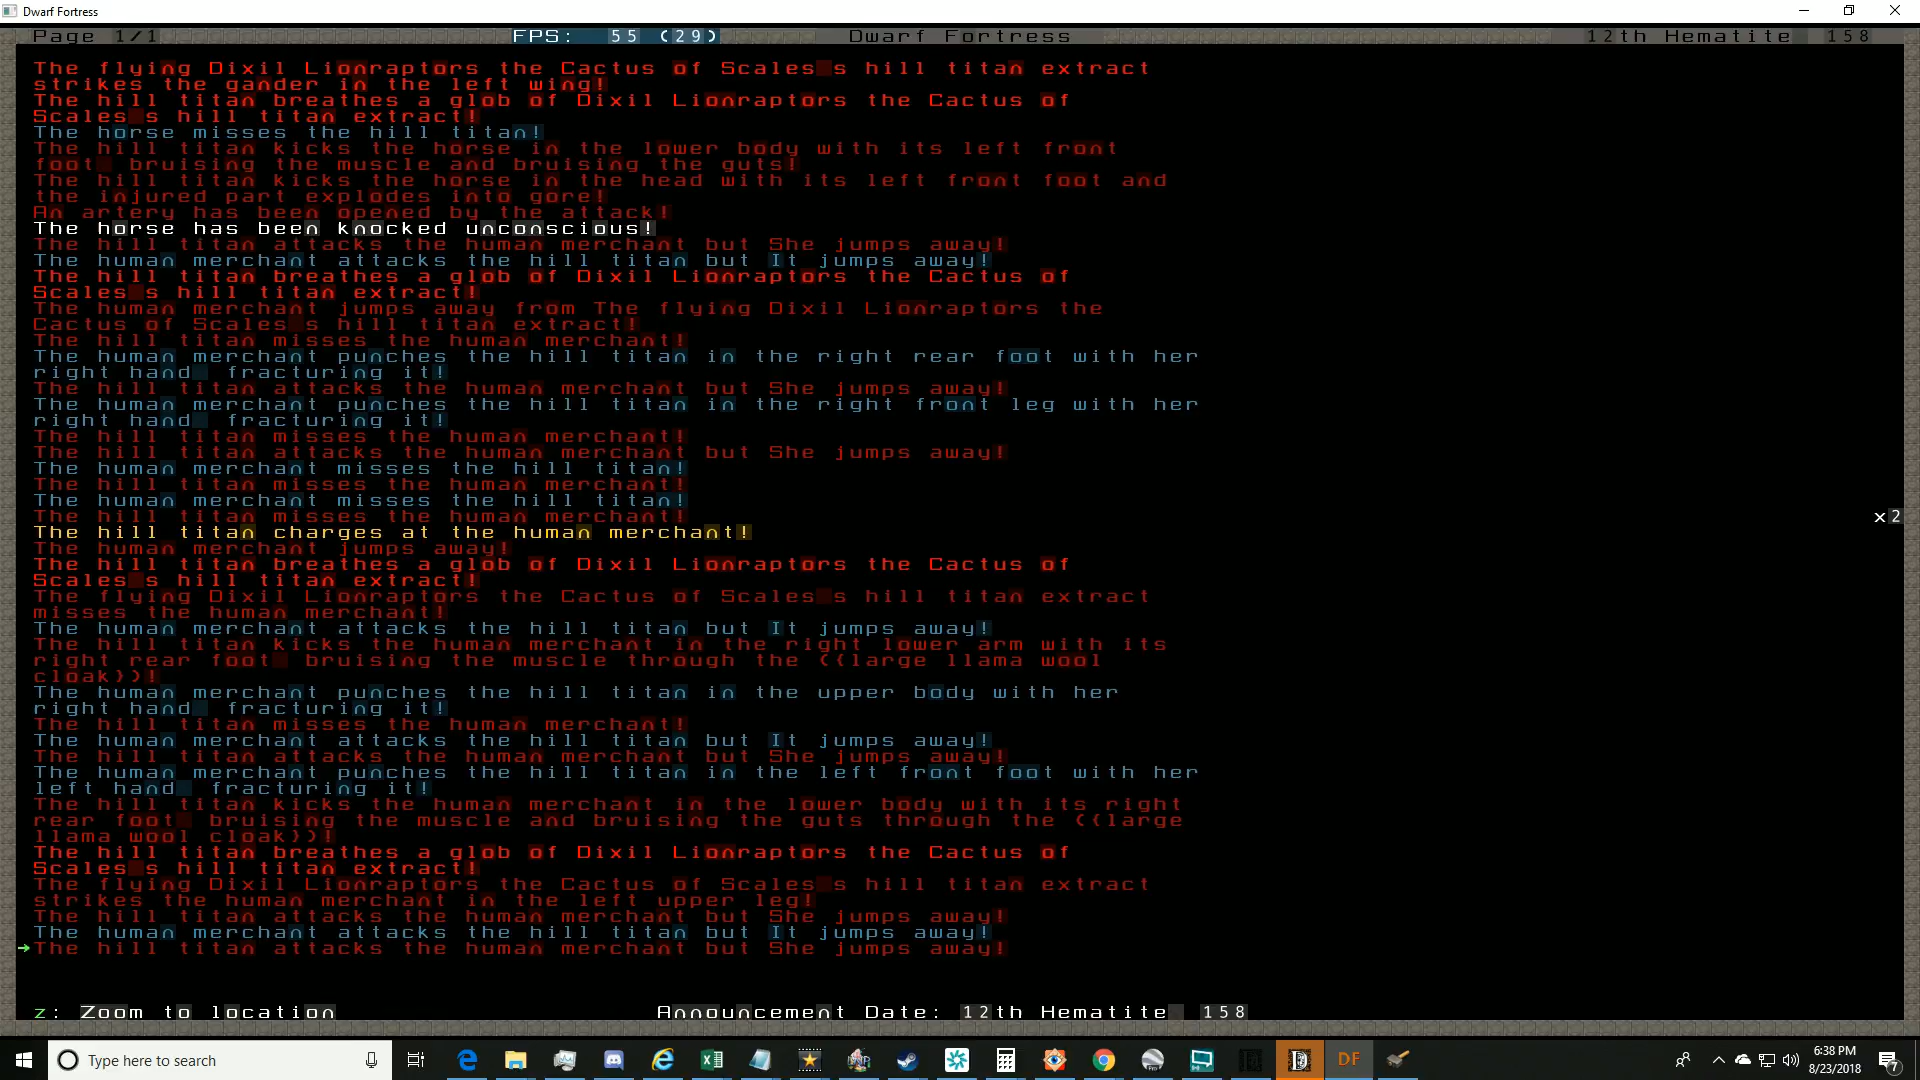 Dwarf Fortress
Page 1/1 FPS: 55 (29) Dwarf Fortress 12th Hematite 158
The flying Dixil Lionraptors the Cactus of Scales s hill titan extract
strikes the gander in the left wing!
The hill titan breathes a glob of Dixil Lionraptors the Cactus of
Scales s hill titan extract!
The horse misses the hill titan!
The hill titan kicks the horse in the lower body with its left front
foot  bruising the muscle and bruising the guts!
The hill titan kicks the horse in the head with its left front foot and
the injured part explodes into gore!
An artery has been opened by the attack!
The horse has been knocked unconscious!
The hill titan attacks the human merchant but She jumps away!
The human merchant attacks the hill titan but It jumps away!
The hill titan breathes a glob of Dixil Lionraptors the Cactus of
Scales s hill titan extract!
The human merchant jumps away from The flying Dixil Lionraptors the
Cactus of Scales s hill titan extract!
The hill titan misses the human merchant!
The human merchant punches the hill titan in the right rear foot with her
right hand  fracturing it!
The hill titan attacks the human merchant but She jumps away!
The human merchant punches the hill titan in the right front leg with her
right hand  fracturing it!
The hill titan misses the human merchant!
The hill titan attacks the human merchant but She jumps away!
The human merchant misses the hill titan!
The hill titan misses the human merchant!
The human merchant misses the hill titan!
The hill titan misses the human merchant! x2
The hill titan charges at the human merchant!
The human merchant jumps away!
The hill titan breathes a glob of Dixil Lionraptors the Cactus of
Scales s hill titan extract!
The flying Dixil Lionraptors the Cactus of Scales s hill titan extract
misses the human merchant!
The human merchant attacks the hill titan but It jumps away!
The hill titan kicks the human merchant in the right lower arm with its
right rear foot  bruising the muscle through the ({large llama wool
cloak})!
The human merchant punches the hill titan in the upper body with her
right hand  fracturing it!
The hill titan misses the human merchant!
The human merchant attacks the hill titan but It jumps away!
The hill titan attacks the human merchant but She jumps away!
The human merchant punches the hill titan in the left front foot with her
left hand  fracturing it!
The hill titan kicks the human merchant in the lower body with its right
rear foot  bruising the muscle and bruising the guts through the ({large
llama wool cloak})!
The hill titan breathes a glob of Dixil Lionraptors the Cactus of
Scales s hill titan extract!
The flying Dixil Lionraptors the Cactus of Scales s hill titan extract
strikes the human merchant in the left upper leg!
The hill titan attacks the human merchant but She jumps away!
The human merchant attacks the hill titan but It jumps away!
The hill titan attacks the human merchant but She jumps away!
z: Zoom to location Announcement Date: 12th Hematite 158
Type here to search DF 6:38 PM
8/23/2018 7